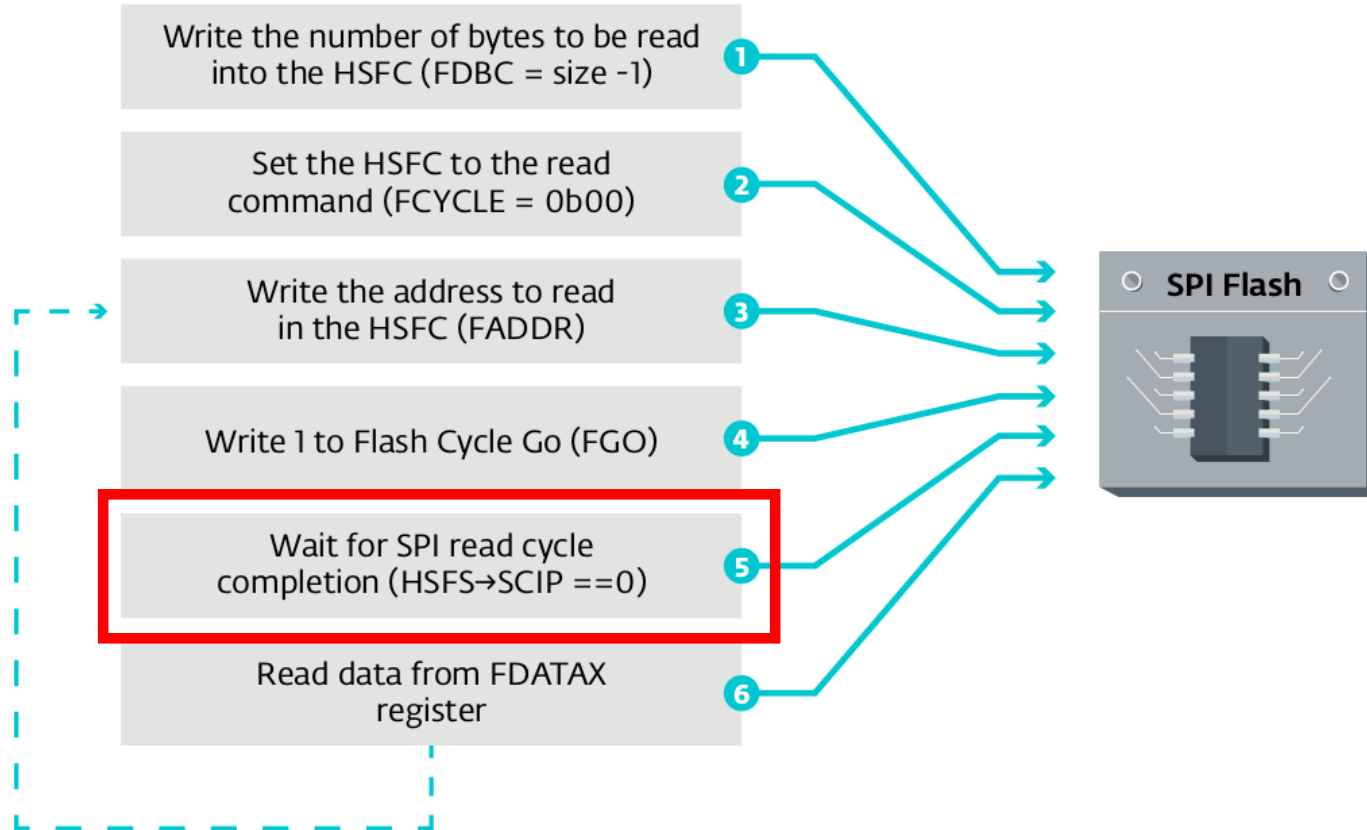 Write the number of bytes to be read
into the HSFC (FDBC = size -1)
1
Set the HSFC to the read
command (FCYCLE = 0b00)
2
Write the address to read
in the HSFC (FADDR)
3
Write 1 to Flash Cycle Go (FGO)
4
Wait for SPI read cycle
completion (HSFS→SCIP ==0)
5
Read data from FDATAX
register
6
SPI Flash